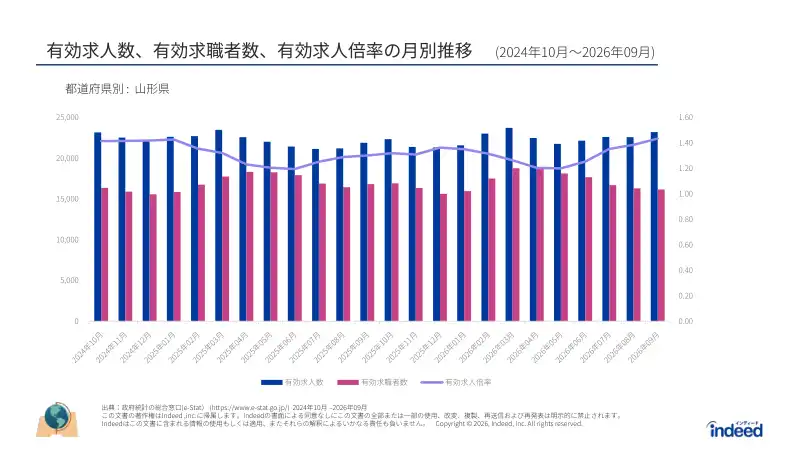 有効求人数、有効求職者数、有効求人倍率の月別推移 (2024年10月～2026年09月)
都道府県別 : 山形県
25,000
20,000
15,000
10,000
5,000
0
1.60
1.40
1.20
1.00
0.80
0.60
0.40
0.20
0.00
2024年10月
2024年11月
2024年12月
2025年01月
2025年02月
2025年03月
2025年04月
2025年05月
2025年06月
2025年07月
2025年08月
2025年09月
2025年10月
2025年11月
2025年12月
2026年01月
2026年02月
2026年03月
2026年04月
2026年05月
2026年06月
2026年07月
2026年08月
2026年09月
有効求人数 有効求職者数 有効求人倍率
出典：政府統計の総合窓口(e-Stat) (https://www.e-stat.go.jp/) 2024年10月 –2026年09月
この文書の著作権はIndeed ,inc.に帰属します。Indeedの書面による同意なしにこの文書の全部または一部の使用、改変、複製、再送信および再発表は明示的に禁止されます。
Indeedはこの文書に含まれる情報の使用もしくは適用、またそれらの解釈によるいかなる責任も負いません。 Copyright © 2026, Indeed, Inc. All rights reserved.
インディード
indeed